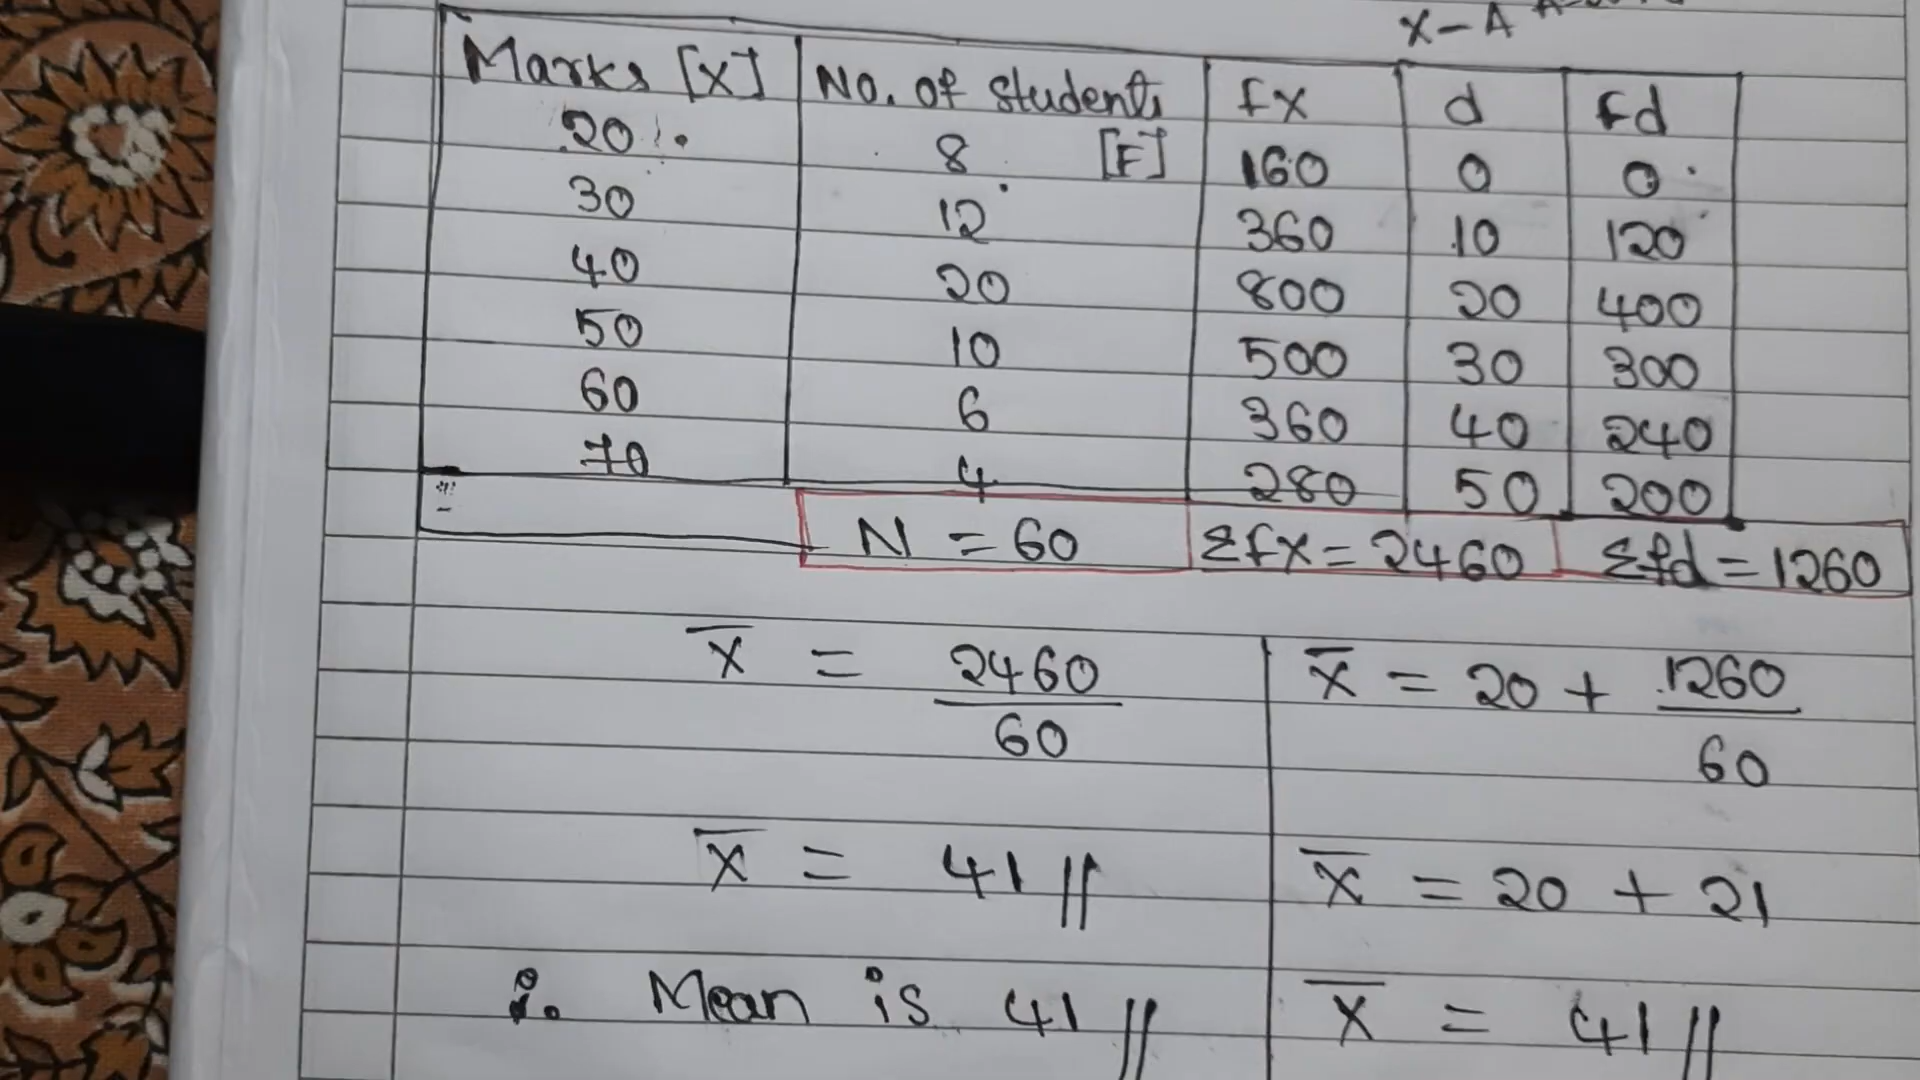 x-A
Marks [X] No. of students [F] fx d fd
20 8 160 0 0
30 12 360 10 120
40 20 800 20 400
50 10 500 30 300
60 6 360 40 240
70 4 280 50 200
N = 60 Σfx = 2460 Σfd = 1260
x̄ = 2460/60 x̄ = 20 + 1260/60
x̄ = 41 // x̄ = 20 + 21
∴ Mean is 41 // x̄ = 41 //